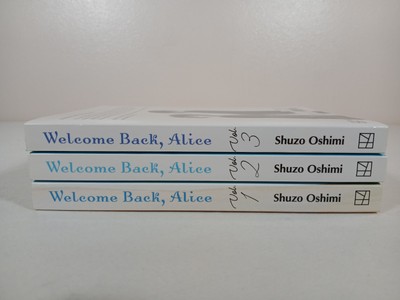 Welcome Back, Alice Vol. 3 Shuzo Oshimi
Welcome Back, Alice Vol. 2 Shuzo Oshimi
Welcome Back, Alice Vol. 1 Shuzo Oshimi